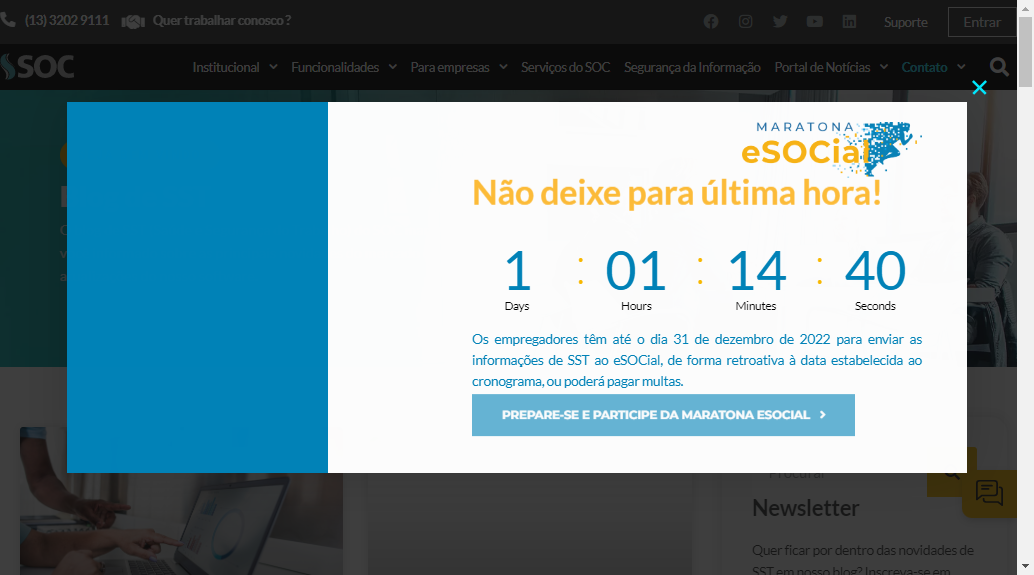 (13) 3202 9111 Quer trabalhar conosco ? Suporte Entrar
SOC Institucional Funcionalidades Para empresas Serviços do SOC Segurança da Informação Portal de Notícias Contato
MARATONA
eSOCial
Não deixe para última hora!
1 : 01 : 14 : 40
Days Hours Minutes Seconds
Os empregadores têm até o dia 31 de dezembro de 2022 para enviar as
informações de SST ao eSOCial, de forma retroativa à data estabelecida ao
cronograma, ou poderá pagar multas.
PREPARE-SE E PARTICIPE DA MARATONA ESOCIAL
Procurar
Newsletter
Quer ficar por dentro das novidades de
SST em nosso blog? Inscreva-se em